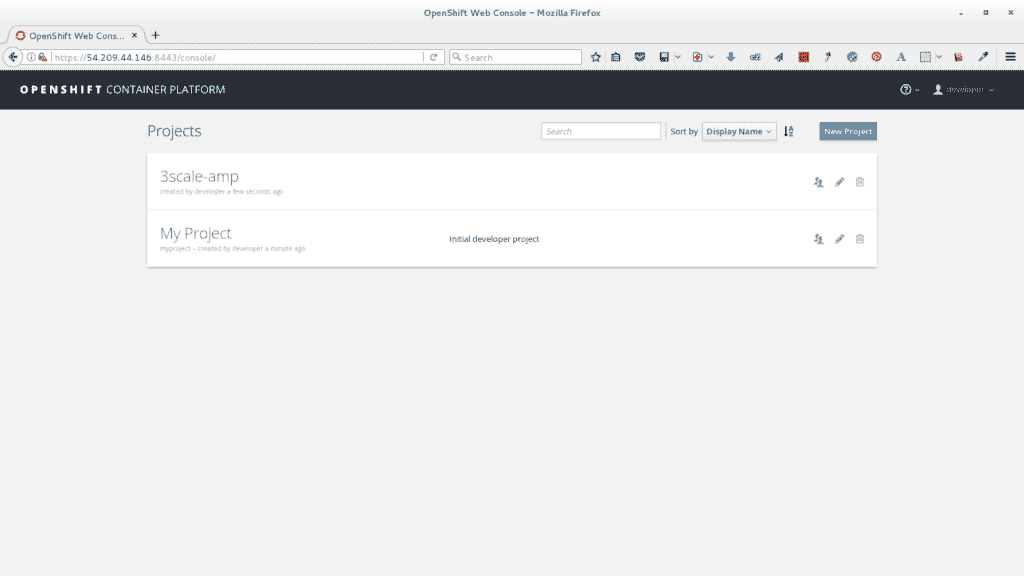 OpenShift Web Console - Mozilla Firefox
OpenShift Web Cons...
https://54.209.44.146:8443/console/
Search
OPENSHIFT CONTAINER PLATFORM
developer
Projects
Search
Sort by
Display Name
New Project
3scale-amp
created by developer a few seconds ago
My Project
myproject – created by developer a minute ago
Initial developer project